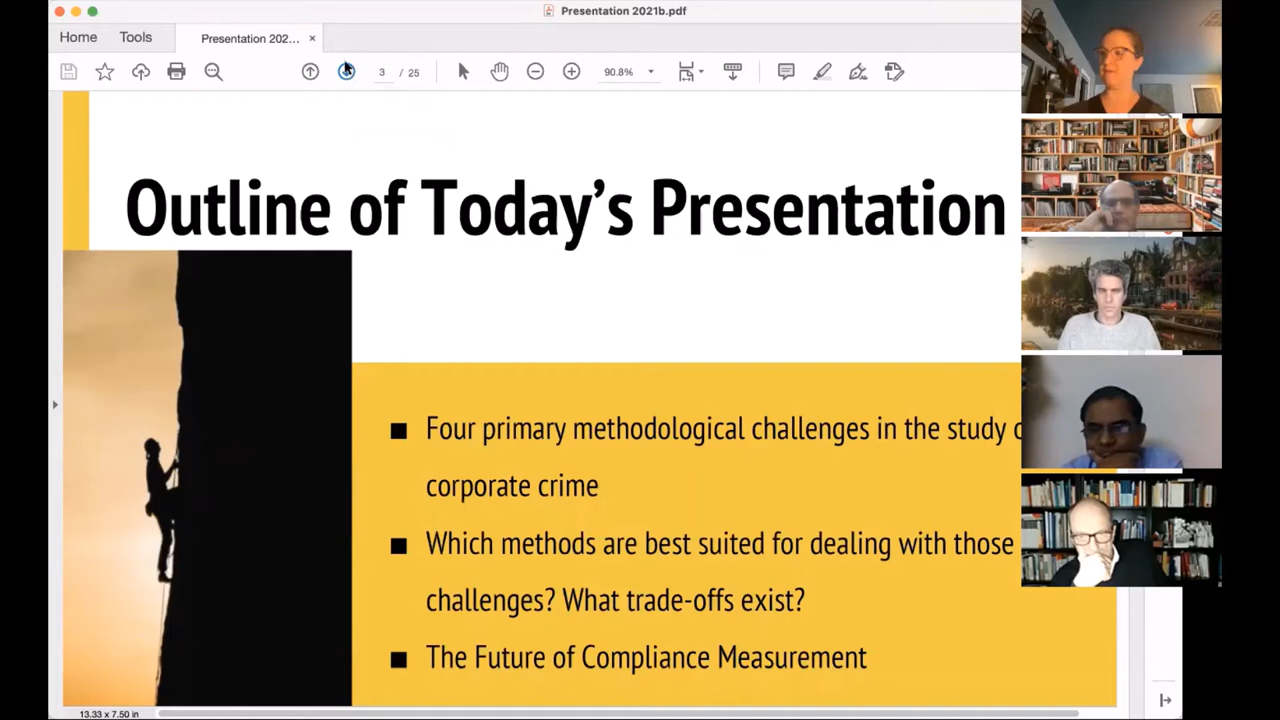 Presentation 2021b.pdf
Home
Tools
Presentation 202...
3 / 25
90.8%
Outline of Today's Presentation
■ Four primary methodological challenges in the study
corporate crime
■ Which methods are best suited for dealing with those
challenges? What trade-offs exist?
■ The Future of Compliance Measurement
13.33 x 7.50 in